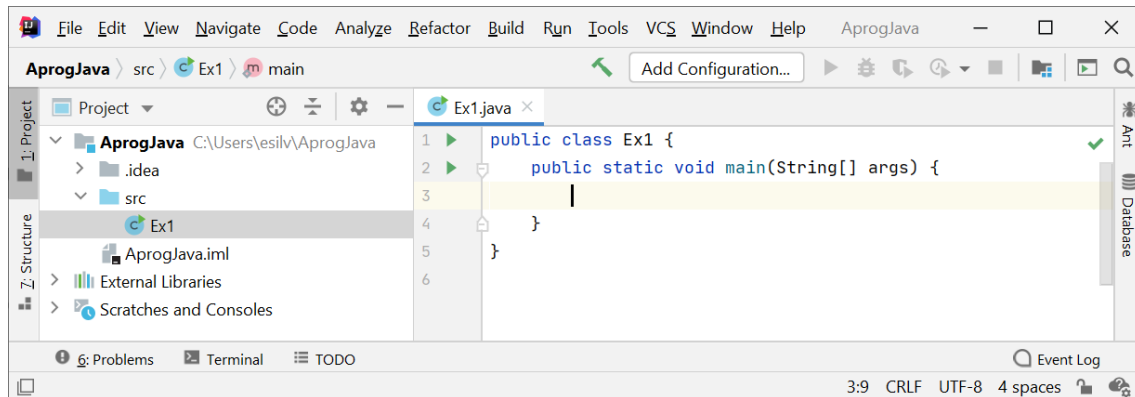 File Edit View Navigate Code Analyze Refactor Build Run Tools VCS Window Help AprogJava
AprogJava src Ex1 main Add Configuration...
1: Project
Z: Structure
Project
AprogJava C:\Users\esilv\AprogJava
.idea
src
Ex1
AprogJava.iml
External Libraries
Scratches and Consoles
Ex1.java
1 public class Ex1 {
2 public static void main(String[] args) {
3
4 }
5 }
6
Ant
Database
6: Problems Terminal TODO Event Log
3:9 CRLF UTF-8 4 spaces